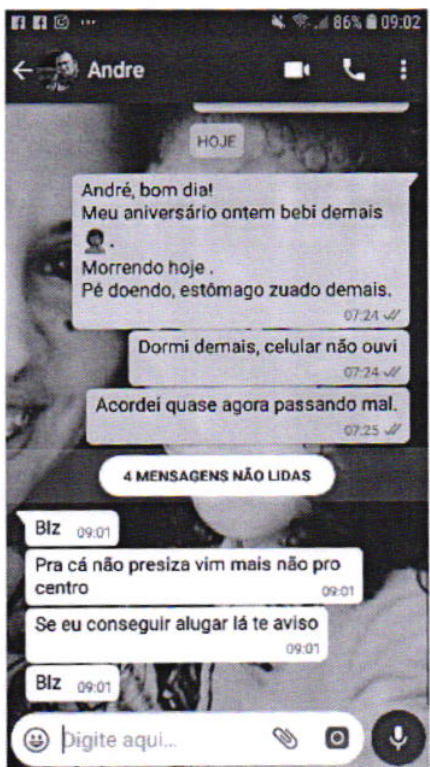 86% 09:02
Andre
HOJE
André, bom dia!
Meu aniversário ontem bebi demais
.
Morrendo hoje .
Pé doendo, estômago zuado demais.
07:24
Dormi demais, celular não ouvi
07:24
Acordei quase agora passando mal.
07:25
4 MENSAGENS NÃO LIDAS
Blz 09:01
Pra cá não presiza vim mais não pro
centro
09:01
Se eu conseguir alugar lá te aviso
09:01
Blz 09:01
Digite aqui...